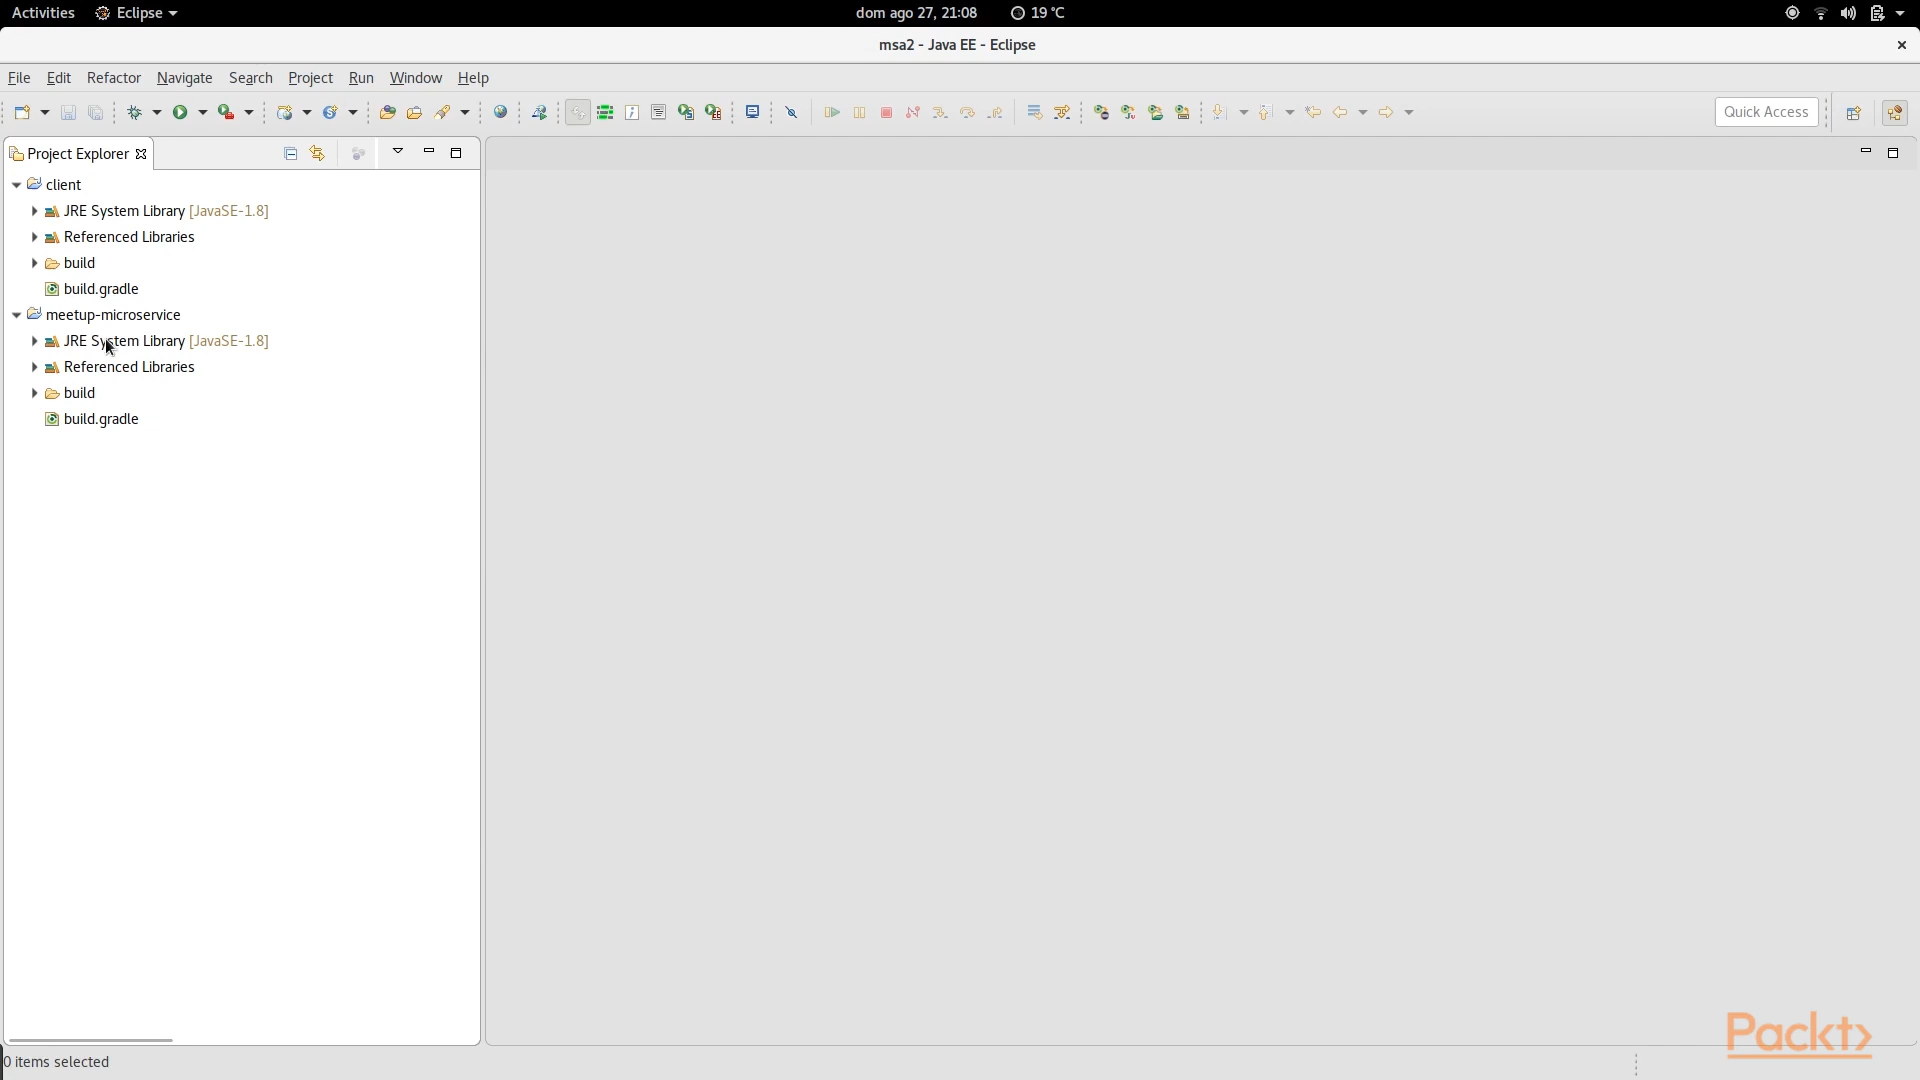 Activities Eclipse dom ago 27, 21:08 19 °C
msa2 - Java EE - Eclipse
File Edit Refactor Navigate Search Project Run Window Help
Quick Access
Project Explorer
client
JRE System Library [JavaSE-1.8]
Referenced Libraries
build
build.gradle
meetup-microservice
JRE System Library [JavaSE-1.8]
Referenced Libraries
build
build.gradle
Packt>
0 items selected